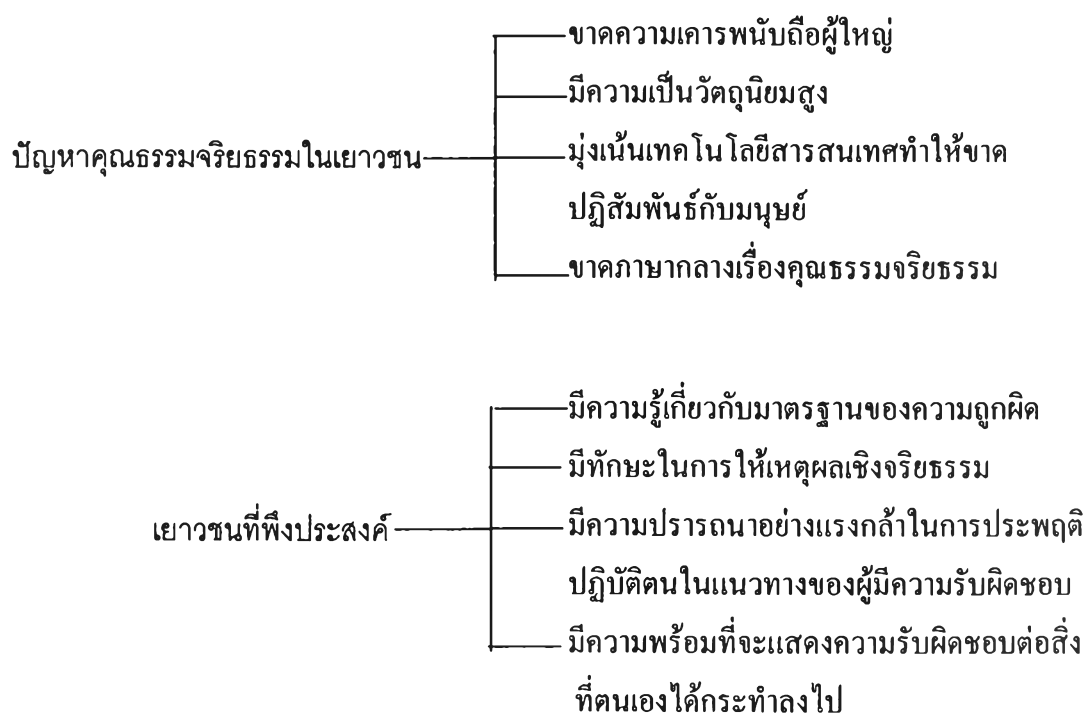 ขาดความเคารพนับถือผู้ใหญ่
มีความเป็นวัตถุนิยมสูง
ปัญหาคุณธรรมจริยธรรมในเยาวชน
มุ่งเน้นเทคโนโลยีสารสนเทศทำให้ขาด
ปฏิสัมพันธ์กับมนุษย์
ขาดภาษากลางเรื่องคุณธรรมจริยธรรม
มีความรู้เกี่ยวกับมาตรฐานของความถูกผิด
มีทักษะในการให้เหตุผลเชิงจริยธรรม
เยาวชนที่พึงประสงค์
มีความปรารถนาอย่างแรงกล้าในการประพฤติ
ปฏิบัติตนในแนวทางของผู้มีความรับผิดชอบ
มีความพร้อมที่จะแสดงความรับผิดชอบต่อสิ่ง
ที่ตนเองได้กระทำลงไป